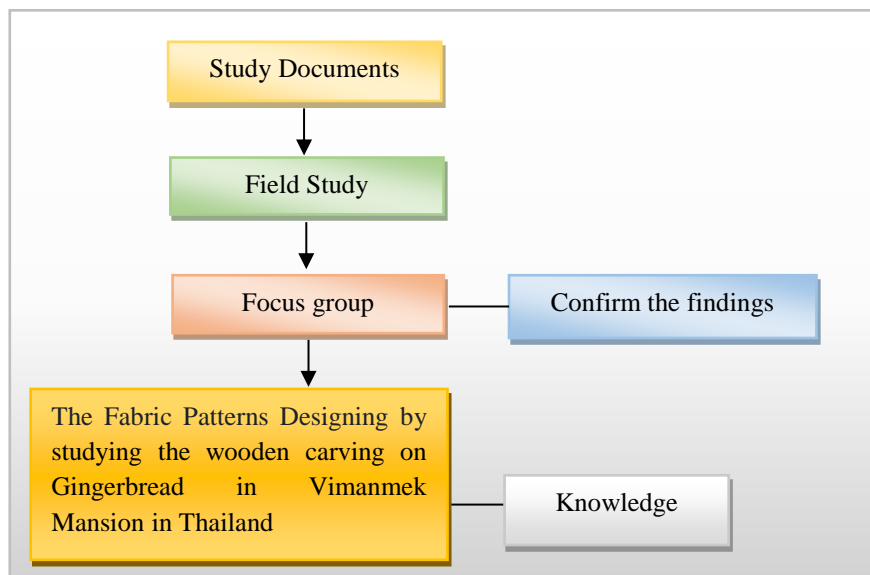 Study Documents
Field Study
Focus group
Confirm the findings
The Fabric Patterns Designing by
studying the wooden carving on
Gingerbread in Vimanmek
Mansion in Thailand
Knowledge